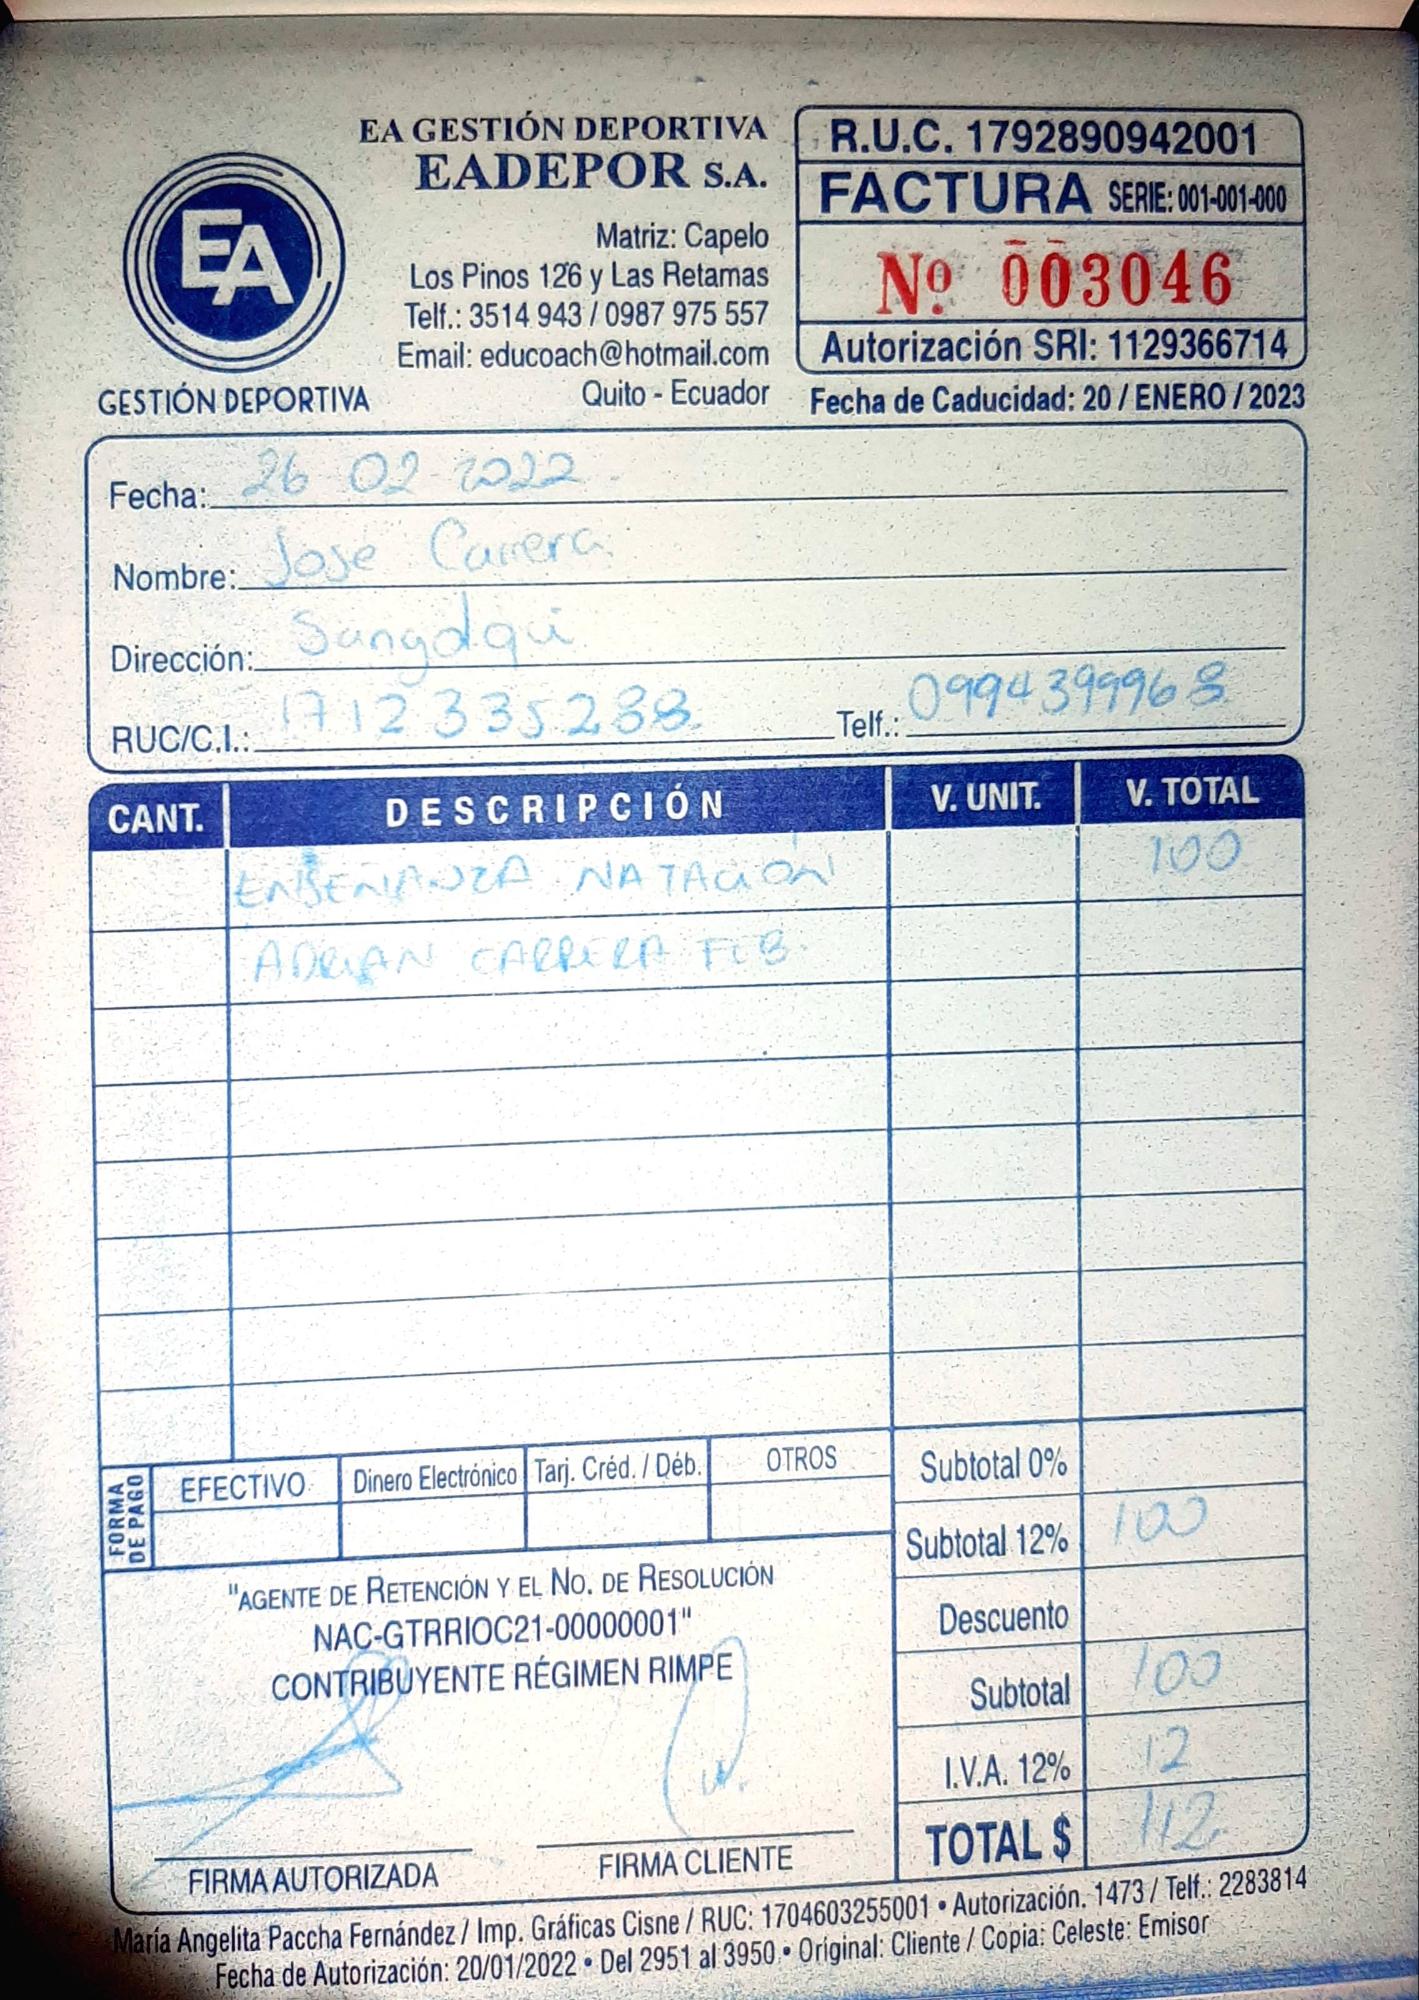 EA GESTIÓN DEPORTIVA
EADEPOR S.A.
EA
GESTIÓN DEPORTIVA
Matriz: Capelo
Los Pinos 126 y Las Retamas
Telf.: 3514 943 / 0987 975 557
Email: educoach@hotmail.com
Quito - Ecuador
R.U.C. 1792890942001
FACTURA SERIE: 001-001-000
Nº 003046
Autorización SRI: 1129366714
Fecha de Caducidad: 20 / ENERO / 2023
Fecha: 26 02 2022
Nombre: Jose Carrera
Dirección: Sangolqui
RUC/C.I.: 1712335288 Telf.: 0994399968
CANT. DESCRIPCIÓN V. UNIT. V. TOTAL
ENSEÑANZA NATACIÓN 100
ADRIAN CARRERA FCB.
FORMA DE PAGO
EFECTIVO Dinero Electrónico Tarj. Créd. / Déb. OTROS
Subtotal 0%
Subtotal 12% 100
Descuento
Subtotal 100
I.V.A. 12% 12
TOTAL $ 112
"AGENTE DE RETENCIÓN Y EL NO. DE RESOLUCIÓN
NAC-GTRRIOC21-00000001"
CONTRIBUYENTE RÉGIMEN RIMPE
FIRMA AUTORIZADA FIRMA CLIENTE
María Angelita Paccha Fernández / Imp. Gráficas Cisne / RUC: 1704603255001 • Autorización. 1473 / Telf.: 2283814
Fecha de Autorización: 20/01/2022 • Del 2951 al 3950 • Original: Cliente / Copia: Celeste: Emisor